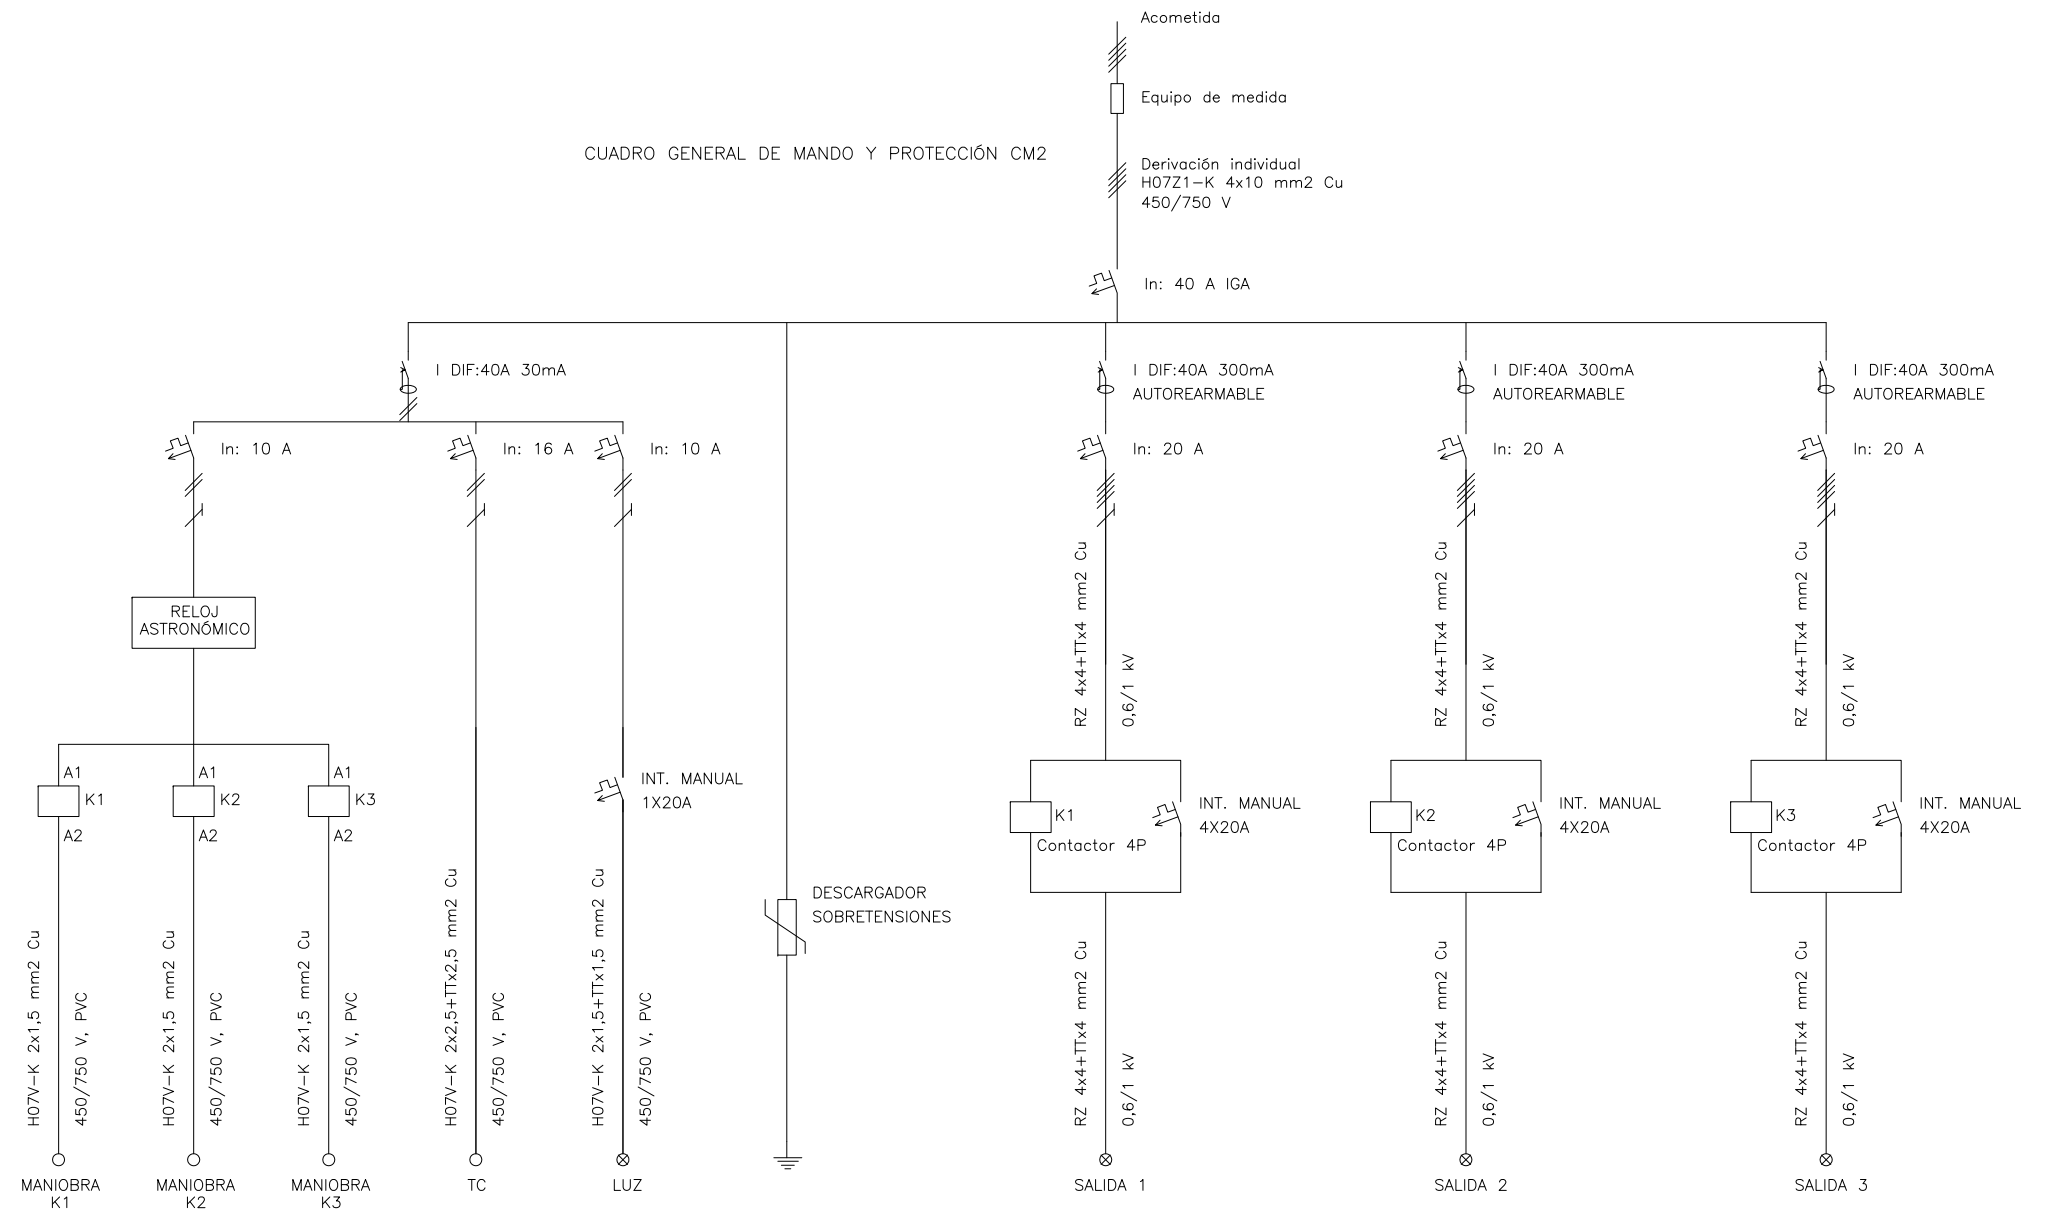 Acometida
Equipo de medida
CUADRO GENERAL DE MANDO Y PROTECCIÓN CM2
Derivación individual
H07Z1-K 4x10 mm2 Cu
450/750 V
In: 40 A IGA
I DIF:40A 30mA
I DIF:40A 300mA
AUTOREARMABLE
I DIF:40A 300mA
AUTOREARMABLE
I DIF:40A 300mA
AUTOREARMABLE
In: 10 A
In: 16 A
In: 10 A
In: 20 A
In: 20 A
In: 20 A
RELOJ
ASTRONÓMICO
RZ 4x4+TTx4 mm2 Cu
0,6/1 kV
RZ 4x4+TTx4 mm2 Cu
0,6/1 kV
RZ 4x4+TTx4 mm2 Cu
0,6/1 kV
A1
K1
A2
A1
K2
A2
A1
K3
A2
INT. MANUAL
1X20A
K1
Contactor 4P
INT. MANUAL
4X20A
K2
Contactor 4P
INT. MANUAL
4X20A
K3
Contactor 4P
INT. MANUAL
4X20A
DESCARGADOR
SOBRETENSIONES
H07V-K 2x1,5 mm2 Cu
450/750 V, PVC
H07V-K 2x1,5 mm2 Cu
450/750 V, PVC
H07V-K 2x1,5 mm2 Cu
450/750 V, PVC
H07V-K 2x2,5+TTx2,5 mm2 Cu
450/750 V, PVC
H07V-K 2x1,5+TTx1,5 mm2 Cu
450/750 V, PVC
RZ 4x4+TTx4 mm2 Cu
0,6/1 kV
RZ 4x4+TTx4 mm2 Cu
0,6/1 kV
RZ 4x4+TTx4 mm2 Cu
0,6/1 kV
MANIOBRA
K1
MANIOBRA
K2
MANIOBRA
K3
TC
LUZ
SALIDA 1
SALIDA 2
SALIDA 3